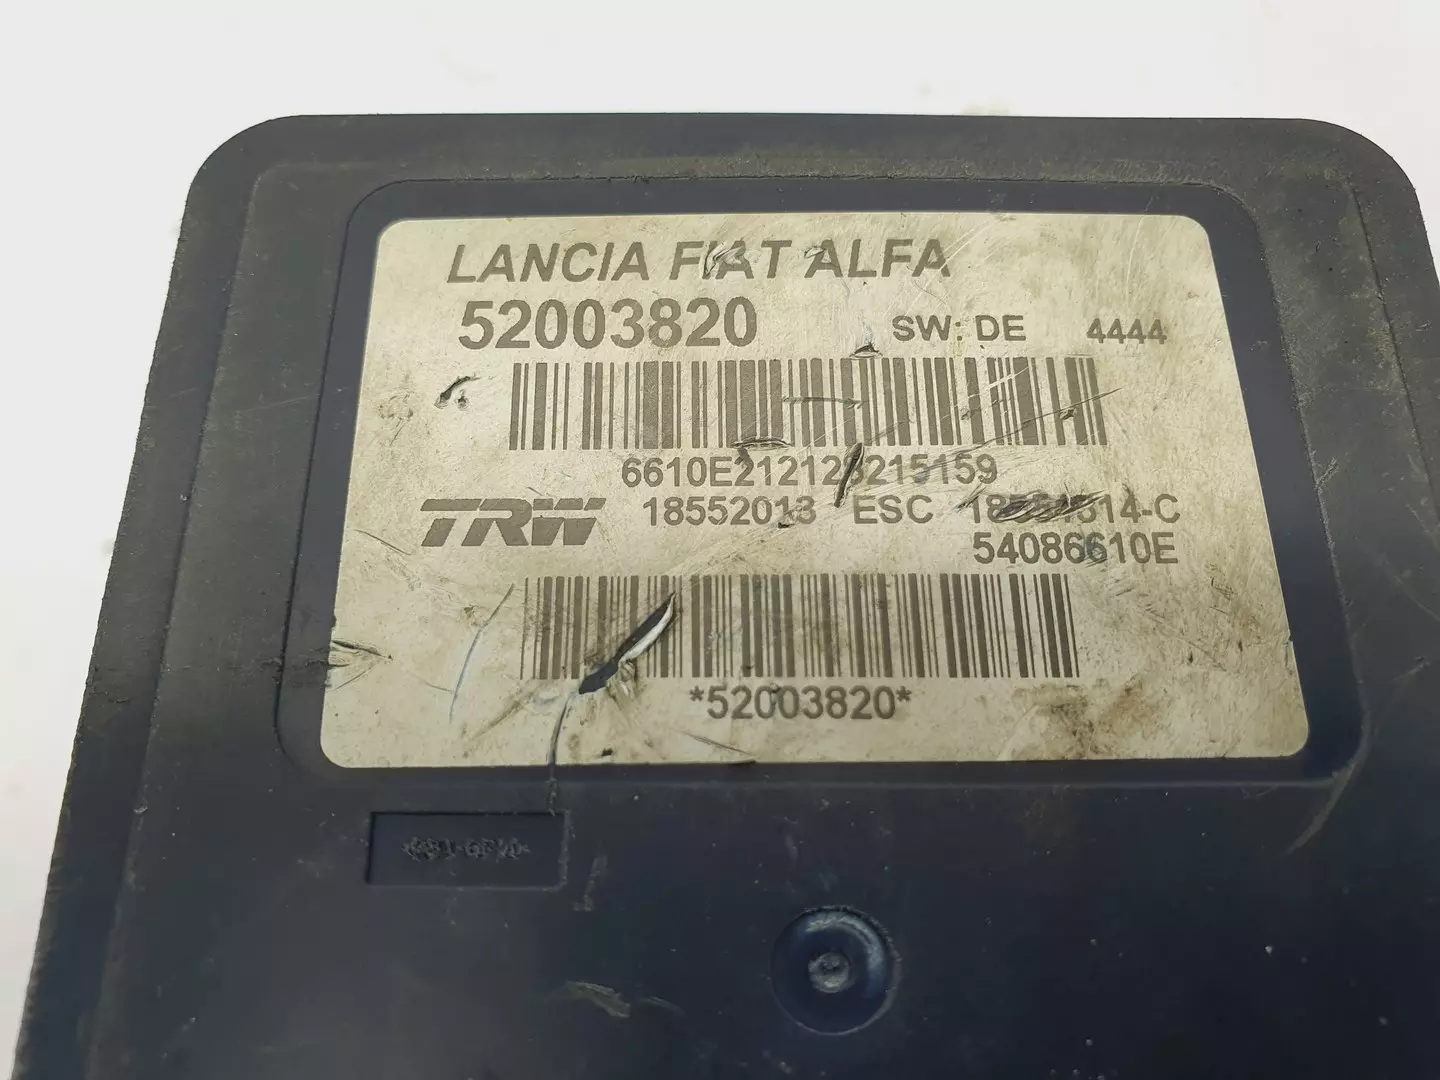 LANCIA FIAT ALFA
52003820 SW: DE 4444
TRW 18552013 ESC
54086610E
*52003820*